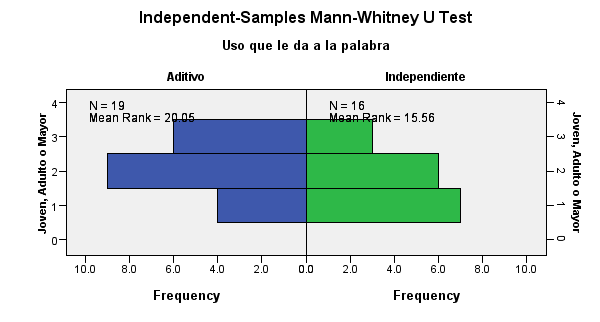 Independent-Samples Mann-Whitney U Test
Uso que le da a la palabra
Aditivo Independiente
N = 19 N = 16
Mean Rank = 20.05 Mean Rank = 15.56
Joven, Adulto o Mayor
4 4
3 3
2 2
1 1
0 0
Joven, Adulto o Mayor
10.0 8.0 6.0 4.0 2.0 0.0 0.0 2.0 4.0 6.0 8.0 10.0
Frequency Frequency